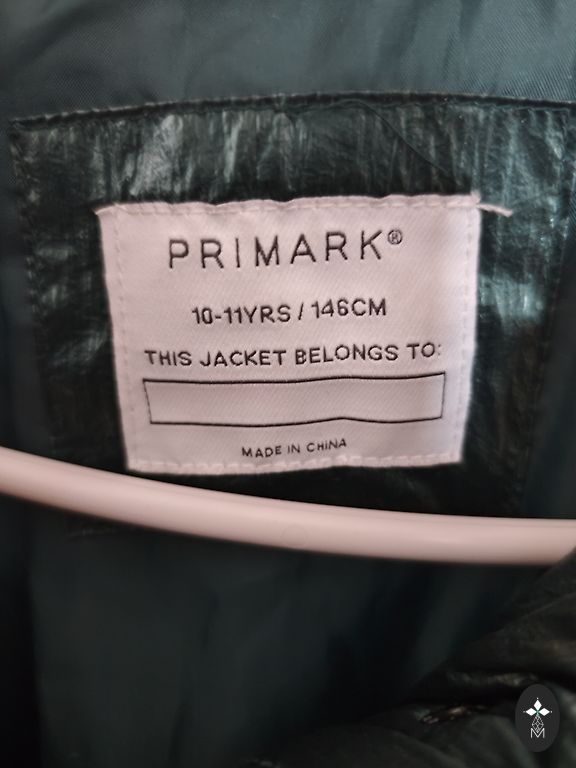 PRIMARK®
10-11YRS / 146CM
THIS JACKET BELONGS TO:
MADE IN CHINA
M